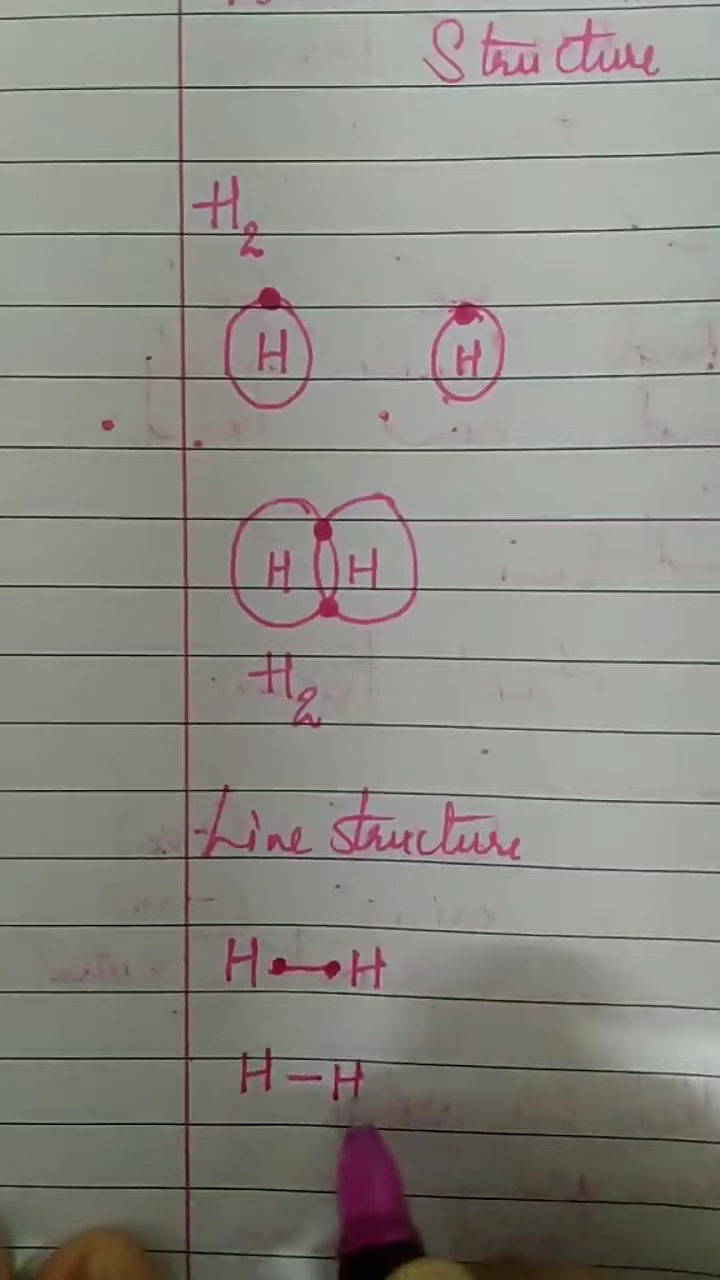 Structure
H₂
H H
H H
H₂
Line structure
H•—•H
H – H